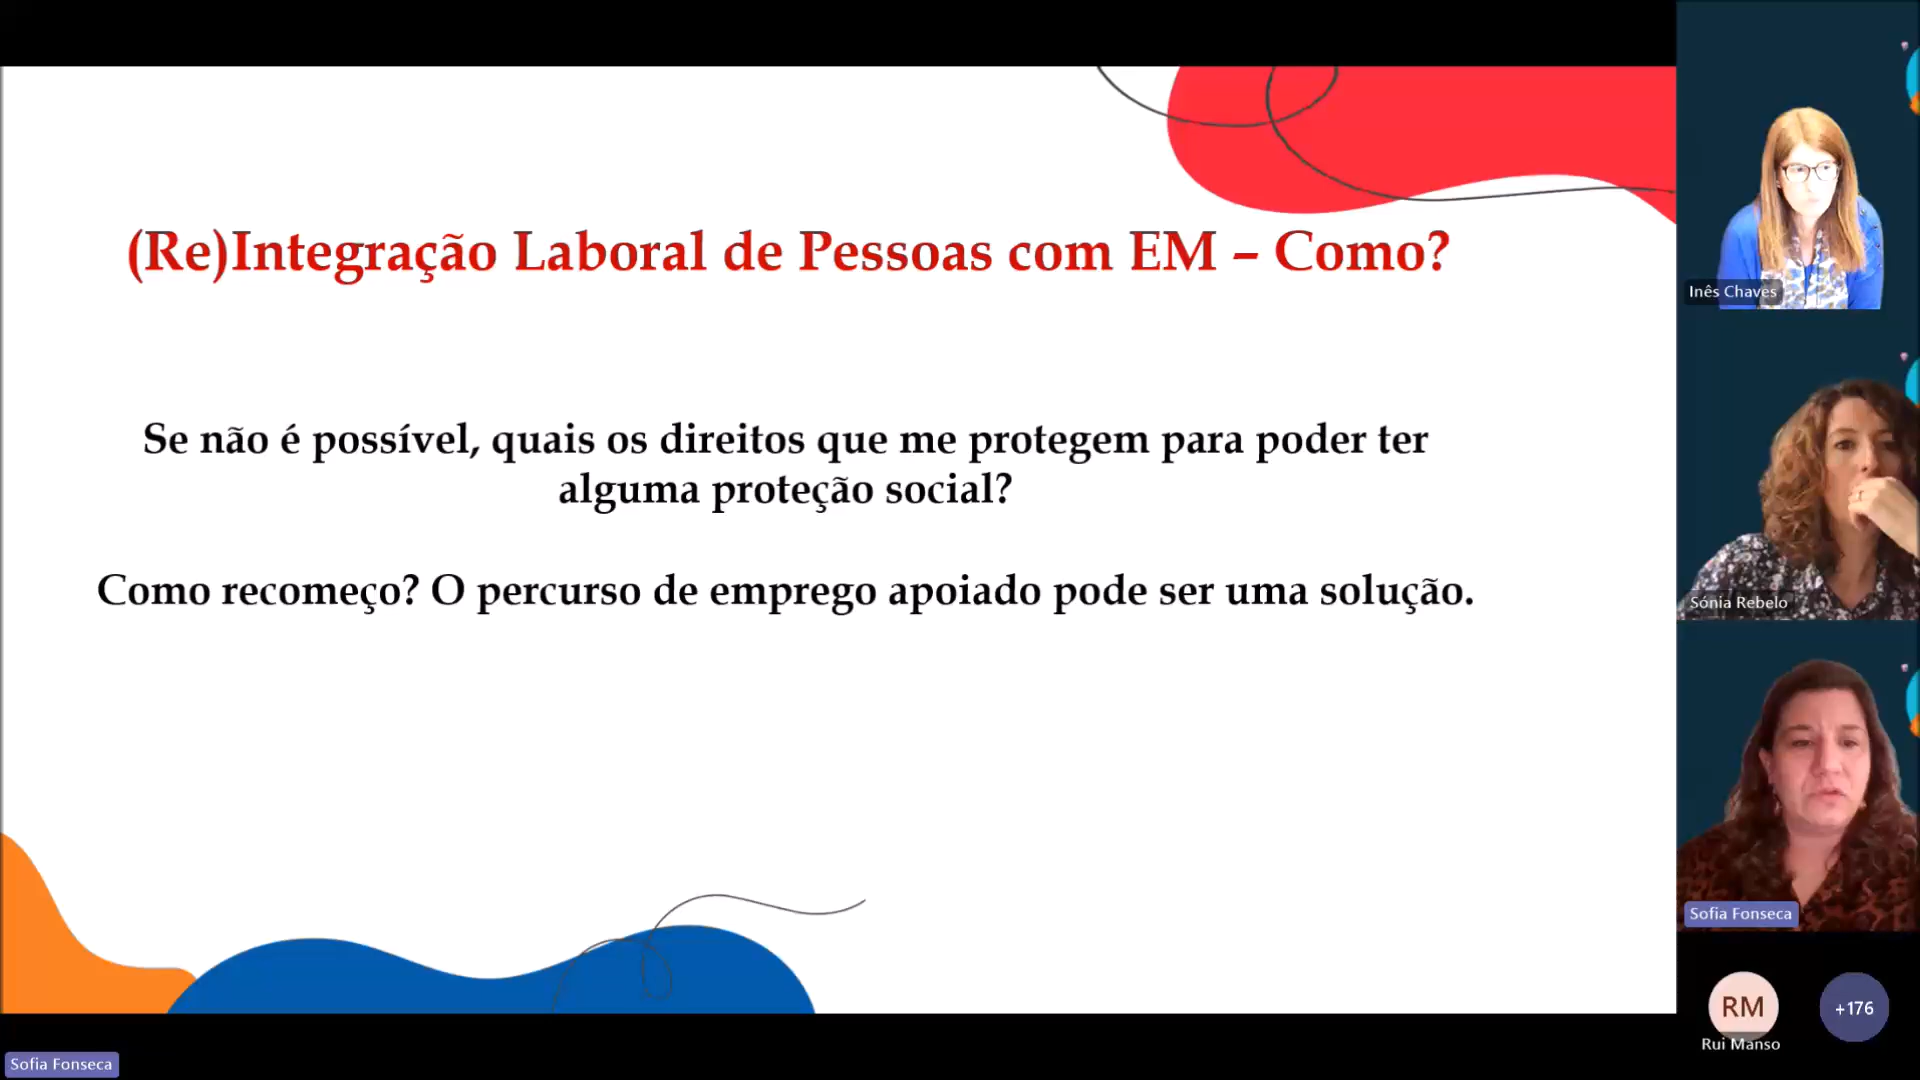 (Re)Integração Laboral de Pessoas com EM – Como?
Se não é possível, quais os direitos que me protegem para poder ter
alguma proteção social?
Como recomeço? O percurso de emprego apoiado pode ser uma solução.
Inês Chaves
Sónia Rebelo
Sofia Fonseca
RM
+176
Rui Manso
Sofia Fonseca